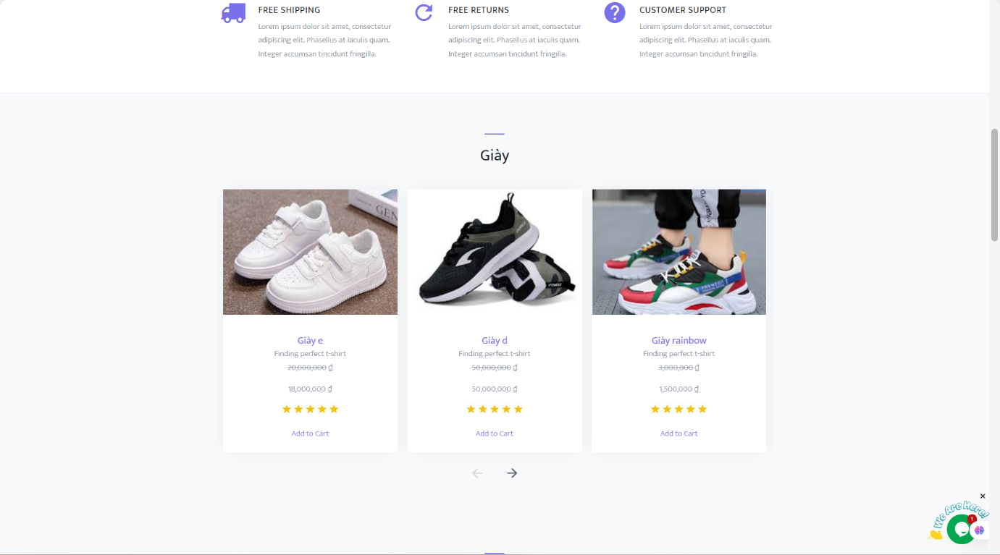 FREE SHIPPING
Lorem ipsum dolor sit amet, consectetur
adipiscing elit. Phasellus at iaculis quam.
Integer accumsan tincidunt fringilla.
FREE RETURNS
Lorem ipsum dolor sit amet, consectetur
adipiscing elit. Phasellus at iaculis quam.
Integer accumsan tincidunt fringilla.
CUSTOMER SUPPORT
Lorem ipsum dolor sit amet, consectetur
adipiscing elit. Phasellus at iaculis quam.
Integer accumsan tincidunt fringilla.
Giày
GEN
FASHION
Giày e
Finding perfect t-shirt
20,000,000 ₫
18,000,000 ₫
Add to Cart
Giày d
Finding perfect t-shirt
50,000,000 ₫
50,000,000 ₫
Add to Cart
Giày rainbow
Finding perfect t-shirt
3,000,000 ₫
1,500,000 ₫
Add to Cart
We Are Here!
1